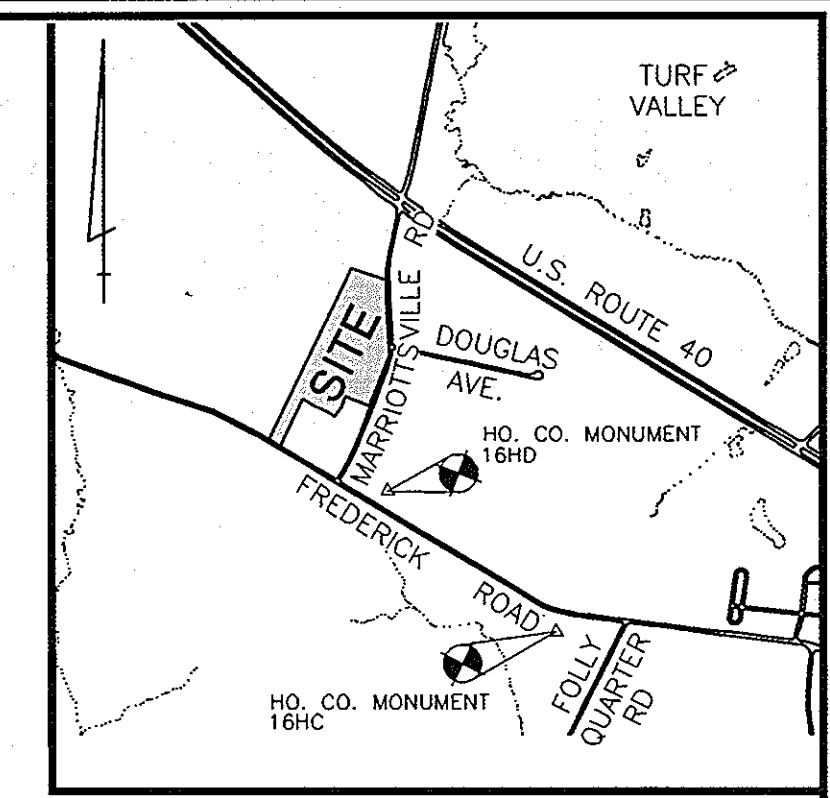 TURF
VALLEY
U.S. ROUTE 40
MARRIOTTSVILLE RD
SITE
DOUGLAS
AVE.
HO. CO. MONUMENT
16HD
FREDERICK
ROAD
HO. CO. MONUMENT
16HC
FOLLY
QUARTER
RD